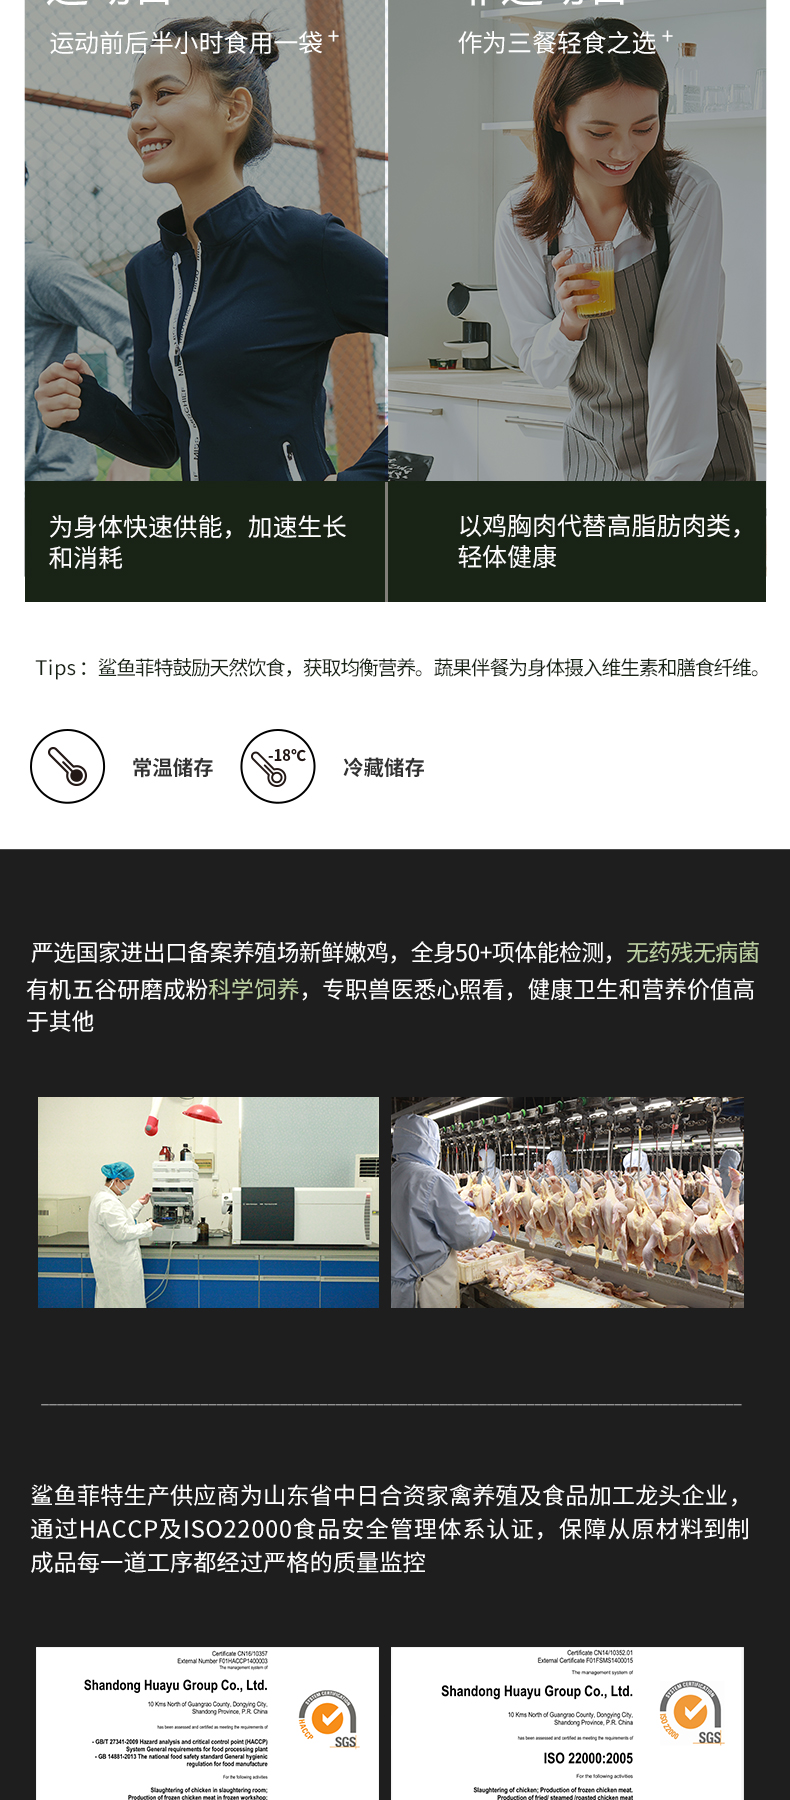 运动前后半小时食用一袋+
作为三餐轻食之选+
为身体快速供能，加速生长
和消耗
以鸡胸肉代替高脂肪肉类，
轻体健康
Tips：鲨鱼菲特鼓励天然饮食，获取均衡营养。蔬果伴餐为身体摄入维生素和膳食纤维。
常温储存
-18℃
冷藏储存
严选国家进出口备案养殖场新鲜嫩鸡，全身50+项体能检测，无药残无病菌
有机五谷研磨成粉科学饲养，专职兽医悉心照看，健康卫生和营养价值高
于其他
鲨鱼菲特生产供应商为山东省中日合资家禽养殖及食品加工龙头企业，
通过HACCP及ISO22000食品安全管理体系认证，保障从原材料到制
成品每一道工序都经过严格的质量监控
Certificate CN16/10357
External Number F01HACCP1400003
The management system of
Shandong Huayu Group Co., Ltd.
10 Kms North of Guangrao County, Dongying City,
Shandong Province, P.R. China
has been assessed and certified as meeting the requirements of
- GB/T 27341-2009 Hazard analysis and critical control point (HACCP)
System General requirements for food processing plant
- GB 14881-2013 The national food safety standard General hygienic
regulation for food manufacture
For the following activities
Slaughtering of chicken in slaughtering room;
Production of frozen chicken meat in frozen workshop;
SYSTEM CERTIFICATION
HACCP
SGS
Certificate CN14/10352.01
External Certificate F01FSMS1400015
The management system of
Shandong Huayu Group Co., Ltd.
10 Kms North of Guangrao County, Dongying City,
Shandong Province, P.R. China
has been assessed and certified as meeting the requirements of
ISO 22000:2005
For the following activities
Slaughtering of chicken; Production of frozen chicken meat.
Production of fried/ steamed /roasted chicken meat
SYSTEM CERTIFICATION
ISO 22000
SGS